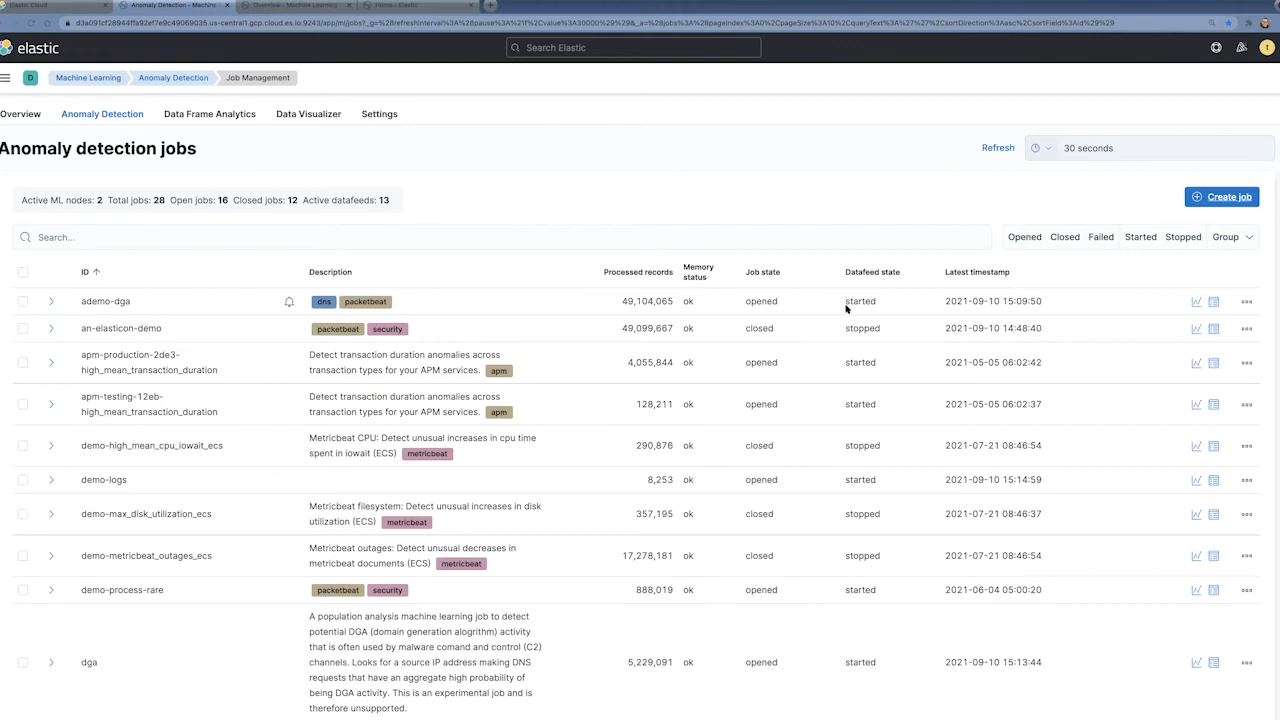 Elastic Cloud
Anomaly Detection - Machine
Overview - Machine Learning
Home - Elastic
elastic
Search Elastic
D
Machine Learning
Anomaly Detection
Job Management
Overview
Anomaly Detection
Data Frame Analytics
Data Visualizer
Settings
Anomaly detection jobs
Refresh
30 seconds
Active ML nodes: 2 Total jobs: 28 Open jobs: 16 Closed jobs: 12 Active datafeeds: 13
Create job
Search...
Opened Closed Failed Started Stopped Group
ID Description Processed records Memory status Job state Datafeed state Latest timestamp
ademo-dga dns packetbeat 49,104,065 ok opened started 2021-09-10 15:09:50
an-elasticon-demo packetbeat security 49,099,667 ok closed stopped 2021-09-10 14:48:40
apm-production-2de3-
high_mean_transaction_duration
Detect transaction duration anomalies across
transaction types for your APM services. apm
4,055,844 ok opened started 2021-05-05 06:02:42
apm-testing-12eb-
high_mean_transaction_duration
Detect transaction duration anomalies across
transaction types for your APM services. apm
128,211 ok opened started 2021-05-05 06:02:37
demo-high_mean_cpu_iowait_ecs
Metricbeat CPU: Detect unusual increases in cpu time
spent in iowait (ECS) metricbeat
290,876 ok closed stopped 2021-07-21 08:46:54
demo-logs 8,253 ok opened started 2021-09-10 15:14:59
demo-max_disk_utilization_ecs
Metricbeat filesystem: Detect unusual increases in disk
utilization (ECS) metricbeat
357,195 ok closed stopped 2021-07-21 08:46:37
demo-metricbeat_outages_ecs
Metricbeat outages: Detect unusual decreases in
metricbeat documents (ECS) metricbeat
17,278,181 ok closed stopped 2021-07-21 08:46:54
demo-process-rare packetbeat security 888,019 ok opened started 2021-06-04 05:00:20
dga
A population analysis machine learning job to detect
potential DGA (domain generation alogrithm) activity
that is often used by malware comand and control (C2)
channels. Looks for a source IP address making DNS
requests that have an aggregate high probability of
being DGA activity. This is an experimental job and is
therefore unsupported.
5,229,091 ok opened started 2021-09-10 15:13:44